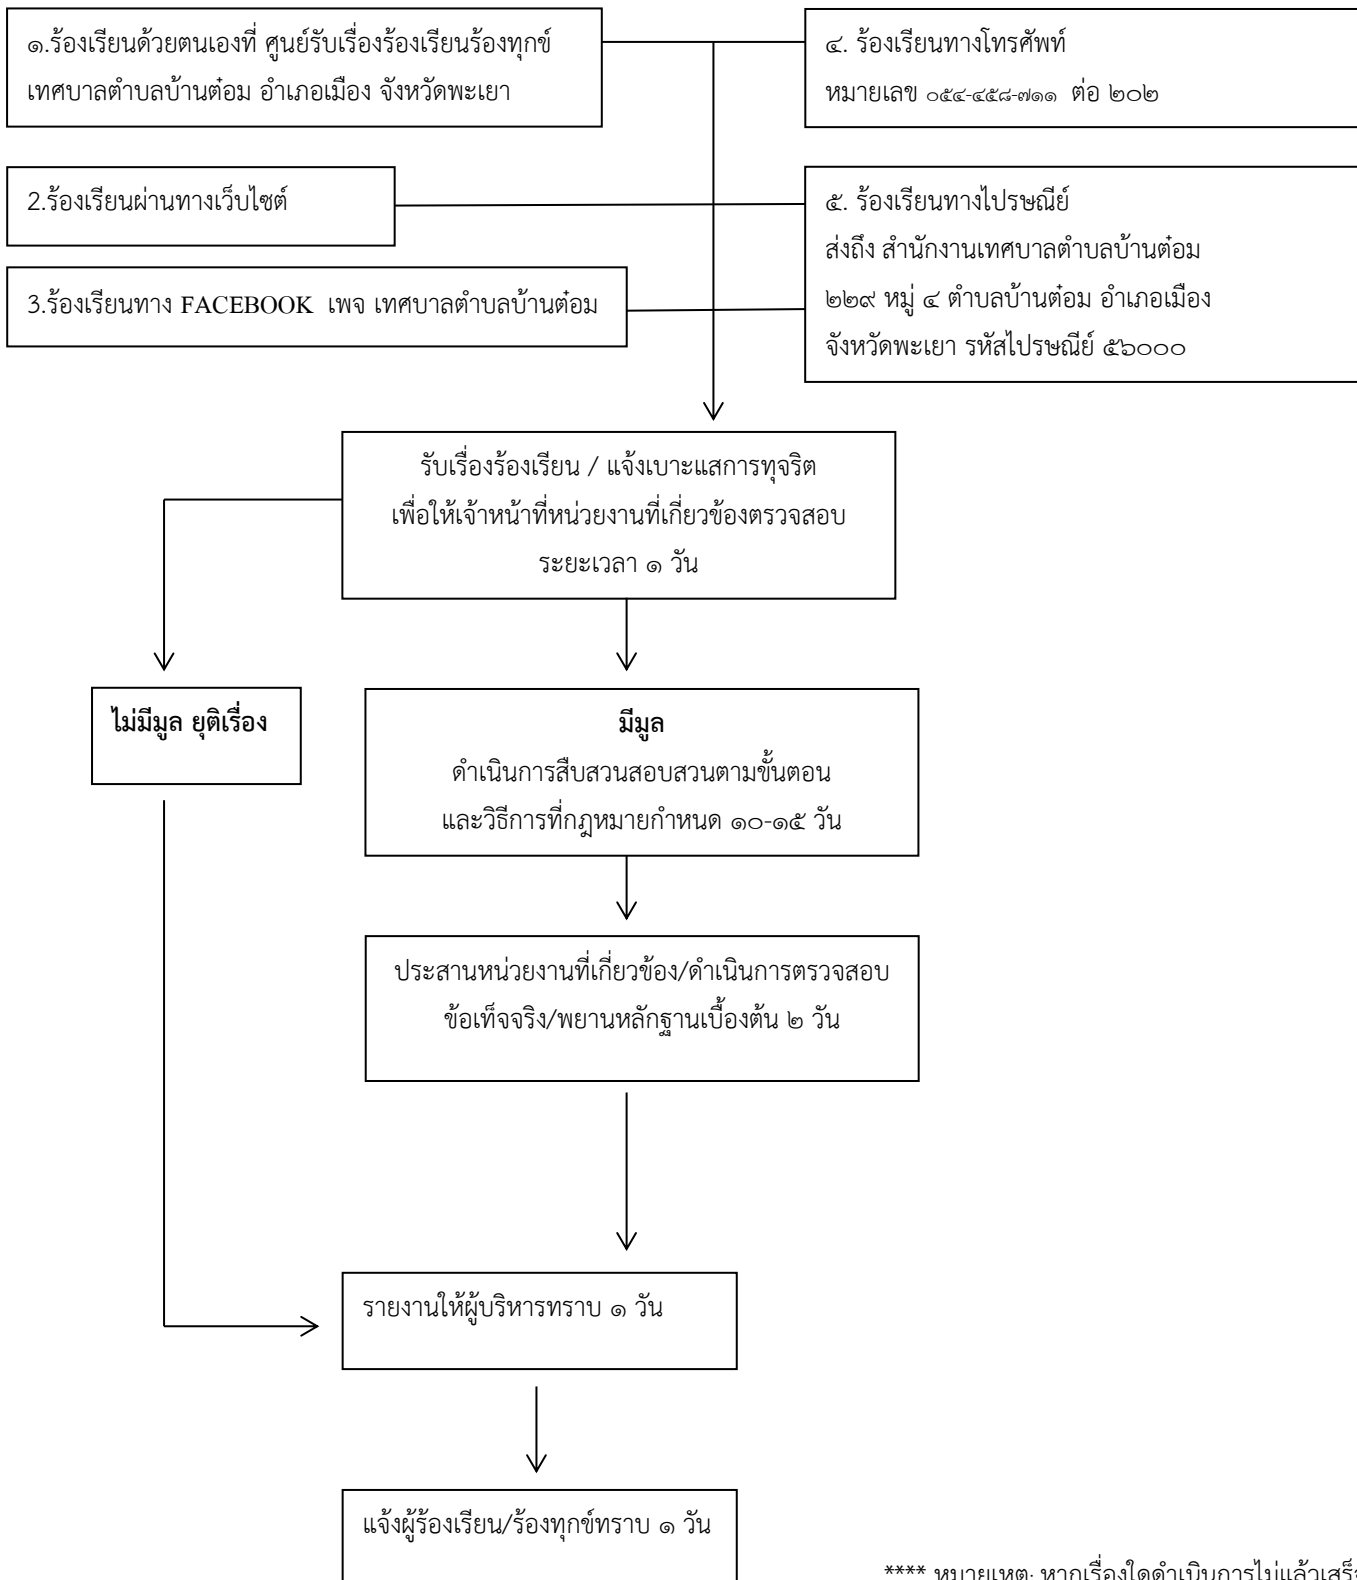 ๑.ร้องเรียนด้วยตนเองที่ ศูนย์รับเรื่องร้องเรียนร้องทุกข์
เทศบาลตำบลบ้านต๋อม อำเภอเมือง จังหวัดพะเยา
๔. ร้องเรียนทางโทรศัพท์
หมายเลข ๐๕๔-๔๕๘-๗๑๑ ต่อ ๒๐๒
2.ร้องเรียนผ่านทางเว็บไซต์
3.ร้องเรียนทาง FACEBOOK เพจ เทศบาลตำบลบ้านต๋อม
๕. ร้องเรียนทางไปรษณีย์
ส่งถึง สำนักงานเทศบาลตำบลบ้านต๋อม
๒๒๙ หมู่ ๔ ตำบลบ้านต๋อม อำเภอเมือง
จังหวัดพะเยา รหัสไปรษณีย์ ๕๖๐๐๐
รับเรื่องร้องเรียน / แจ้งเบาะแสการทุจริต
เพื่อให้เจ้าหน้าที่หน่วยงานที่เกี่ยวข้องตรวจสอบ
ระยะเวลา ๑ วัน
ไม่มีมูล ยุติเรื่อง
มีมูล
ดำเนินการสืบสวนสอบสวนตามขั้นตอน
และวิธีการที่กฎหมายกำหนด ๑๐-๑๕ วัน
ประสานหน่วยงานที่เกี่ยวข้อง/ดำเนินการตรวจสอบ
ข้อเท็จจริง/พยานหลักฐานเบื้องต้น ๒ วัน
รายงานให้ผู้บริหารทราบ ๑ วัน
แจ้งผู้ร้องเรียน/ร้องทุกข์ทราบ ๑ วัน
**** หมายเหตุ: หากเรื่องใดดำเนินการไม่แล้วเสร็จ